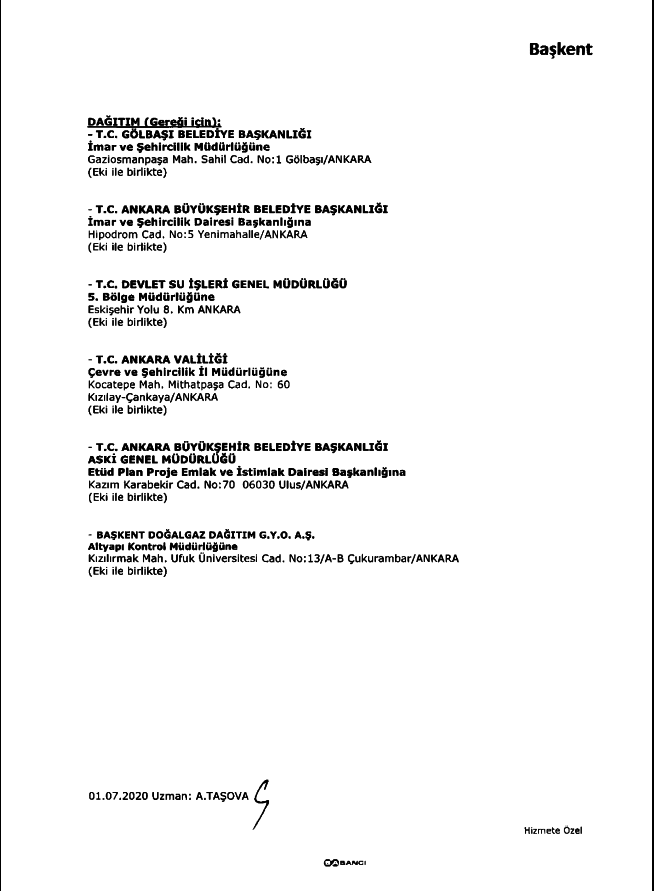 Başkent
DAĞITIM (Gereği için):
- T.C. GÖLBAŞI BELEDİYE BAŞKANLIĞI
İmar ve Şehircilik Müdürlüğüne
Gaziosmanpaşa Mah. Sahil Cad. No:1 Gölbaşı/ANKARA
(Eki ile birlikte)
- T.C. ANKARA BÜYÜKŞEHİR BELEDİYE BAŞKANLIĞI
İmar ve Şehircilik Dairesi Başkanlığına
Hipodrom Cad. No:5 Yenimahalle/ANKARA
(Eki ile birlikte)
- T.C. DEVLET SU İŞLERİ GENEL MÜDÜRLÜĞÜ
5. Bölge Müdürlüğüne
Eskişehir Yolu 8. Km ANKARA
(Eki ile birlikte)
- T.C. ANKARA VALİLİĞİ
Çevre ve Şehircilik İl Müdürlüğüne
Kocatepe Mah. Mithatpaşa Cad. No: 60
Kızılay-Çankaya/ANKARA
(Eki ile birlikte)
- T.C. ANKARA BÜYÜKŞEHİR BELEDİYE BAŞKANLIĞI
ASKİ GENEL MÜDÜRLÜĞÜ
Etüd Plan Proje Emlak ve İstimlak Dairesi Başkanlığına
Kazım Karabekir Cad. No:70 06030 Ulus/ANKARA
(Eki ile birlikte)
- BAŞKENT DOĞALGAZ DAĞITIM G.Y.O. A.Ş.
Altyapı Kontrol Müdürlüğüne
Kızılırmak Mah. Ufuk Üniversitesi Cad. No:13/A-B Çukurambar/ANKARA
(Eki ile birlikte)
01.07.2020 Uzman: A.TAŞOVA
Hizmete Özel
SABANCI